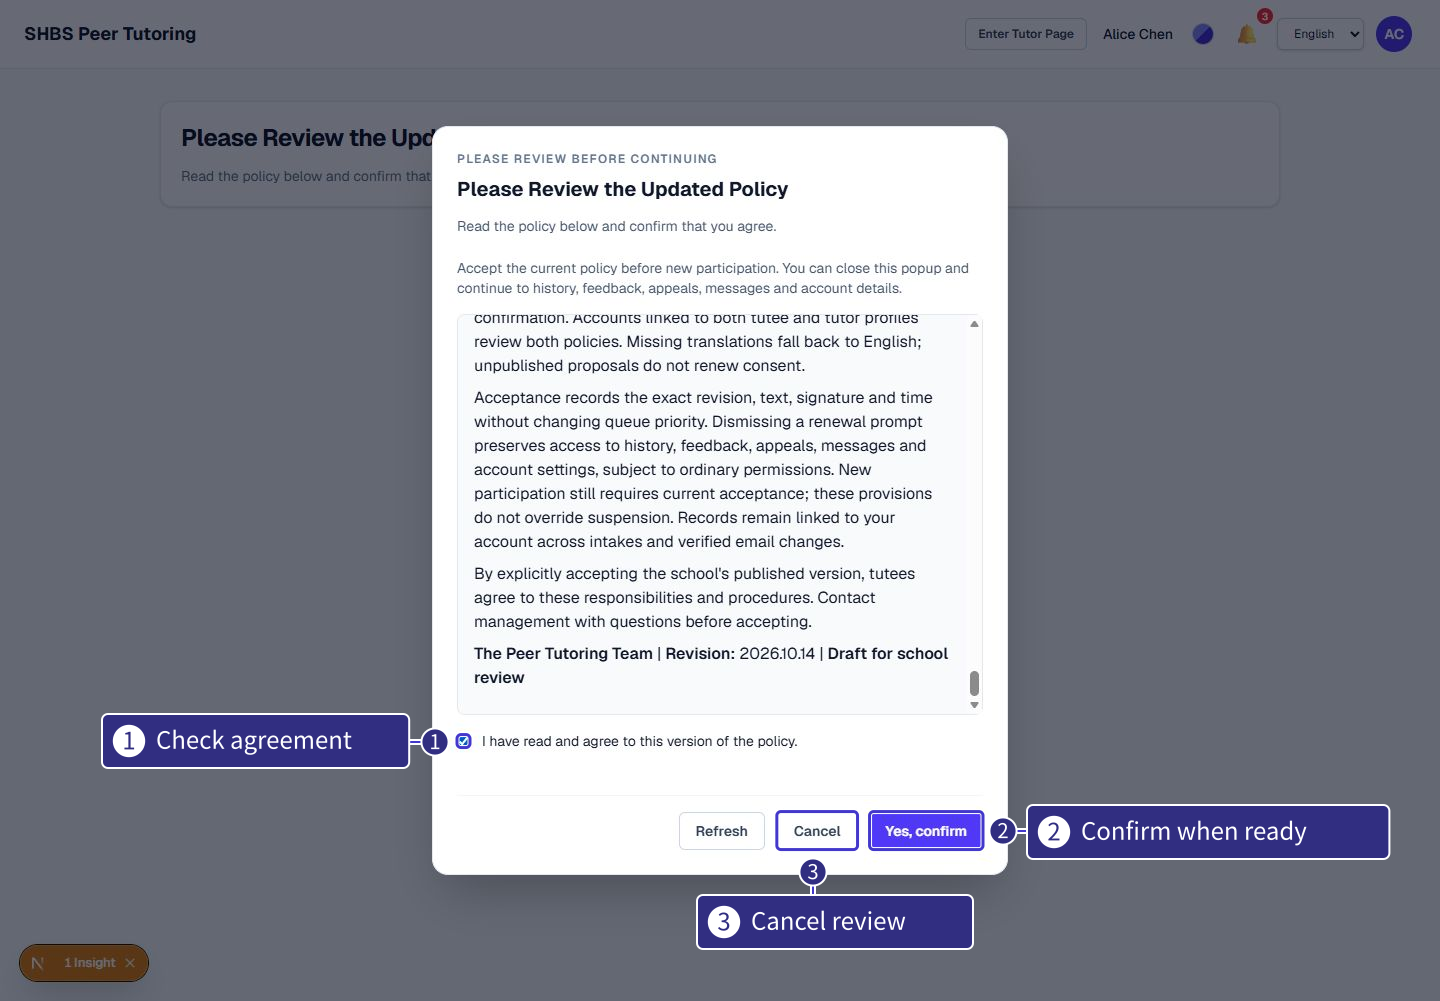 SHBS Peer Tutoring
Enter Tutor Page
Alice Chen
3
English
AC
Please Review the Upd
Read the policy below and confirm that
PLEASE REVIEW BEFORE CONTINUING
Please Review the Updated Policy
Read the policy below and confirm that you agree.
Accept the current policy before new participation. You can close this popup and
continue to history, feedback, appeals, messages and account details.
confirmation. Accounts linked to both tutee and tutor profiles
review both policies. Missing translations fall back to English;
unpublished proposals do not renew consent.
Acceptance records the exact revision, text, signature and time
without changing queue priority. Dismissing a renewal prompt
preserves access to history, feedback, appeals, messages and
account settings, subject to ordinary permissions. New
participation still requires current acceptance; these provisions
do not override suspension. Records remain linked to your
account across intakes and verified email changes.
By explicitly accepting the school's published version, tutees
agree to these responsibilities and procedures. Contact
management with questions before accepting.
The Peer Tutoring Team | Revision: 2026.10.14 | Draft for school
review
1 Check agreement
1
I have read and agree to this version of the policy.
Refresh
Cancel
Yes, confirm
2
2 Confirm when ready
3
3 Cancel review
N
1 Insight